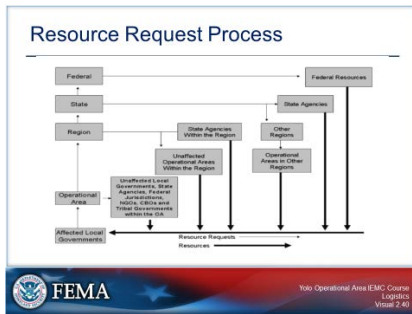 Resource Request Process
Federal
Federal Resources
State
State Agencies
Region
State Agencies
Within the Region
Other
Regions
Unaffected
Operational Areas
Within the Region
Operational
Areas in Other
Regions
Operational
Area
Unaffected Local
Governments, State
Agencies, Federal
Jurisdictions,
NGOs, CBOs and
Tribal Governments
within the OA
Affected Local
Governments
Resource Requests
Resources
FEMA
Yolo Operational Area IEMC Course
Logistics
Visual 2.40